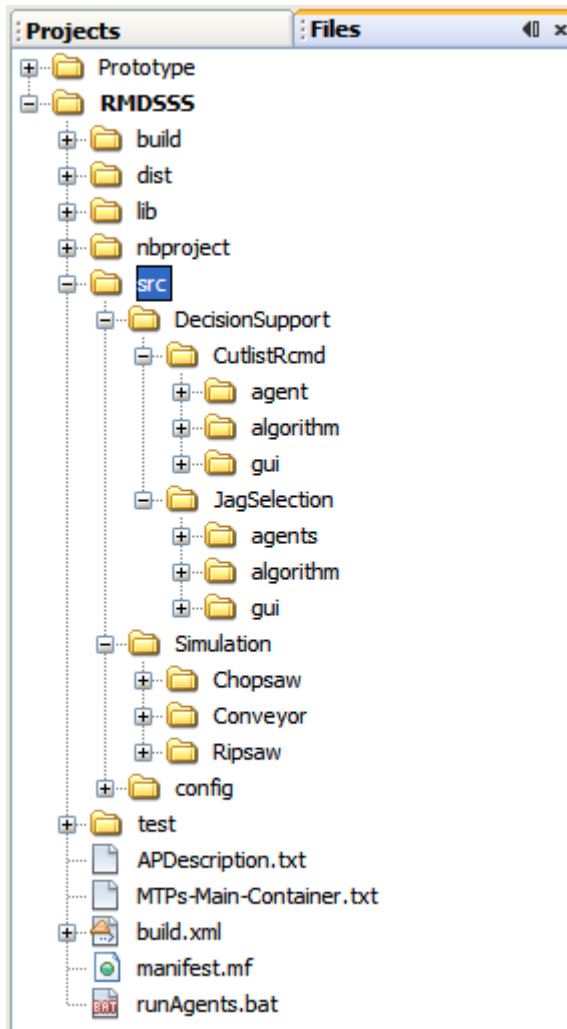 Projects Files
Prototype
RMDSSS
build
dist
lib
nbproject
src
DecisionSupport
CutlistRcmd
agent
algorithm
gui
JagSelection
agents
algorithm
gui
Simulation
Chopsaw
Conveyor
Ripsaw
config
test
APDescription.txt
MTPs-Main-Container.txt
build.xml
manifest.mf
BAT runAgents.bat